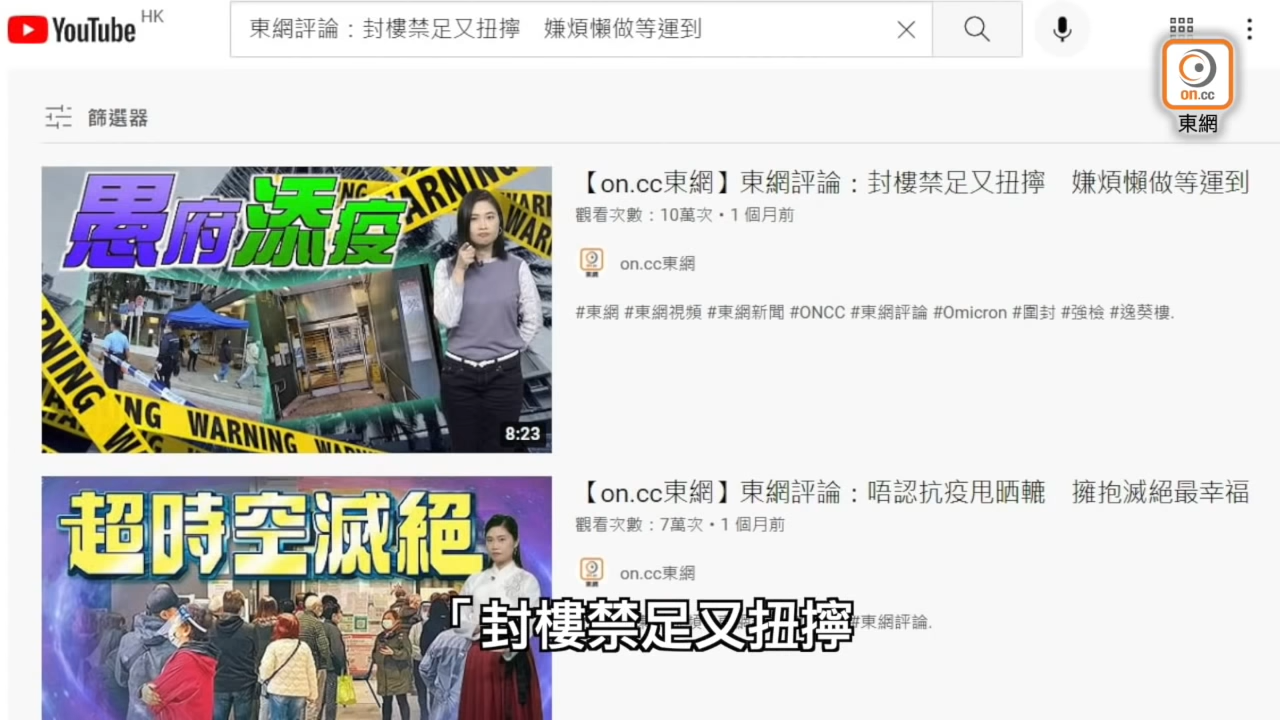 YouTube HK
東網評論：封樓禁足又扭擰　嫌煩懶做等運到
on.cc
東網
篩選器
愚府添疫
WARNING
WARNING
8:23
【on.cc東網】東網評論：封樓禁足又扭擰　嫌煩懶做等運到
觀看次數：10萬次・1 個月前
on.cc東網
#東網 #東網視頻 #東網新聞 #ONCC #東網評論 #Omicron #圍封 #強檢 #逸葵樓.
超時空滅絕
【on.cc東網】東網評論：唔認抗疫甩晒轆　擁抱滅絕最幸福
觀看次數：7萬次・1 個月前
on.cc東網
#東網評論.
「封樓禁足又扭擰